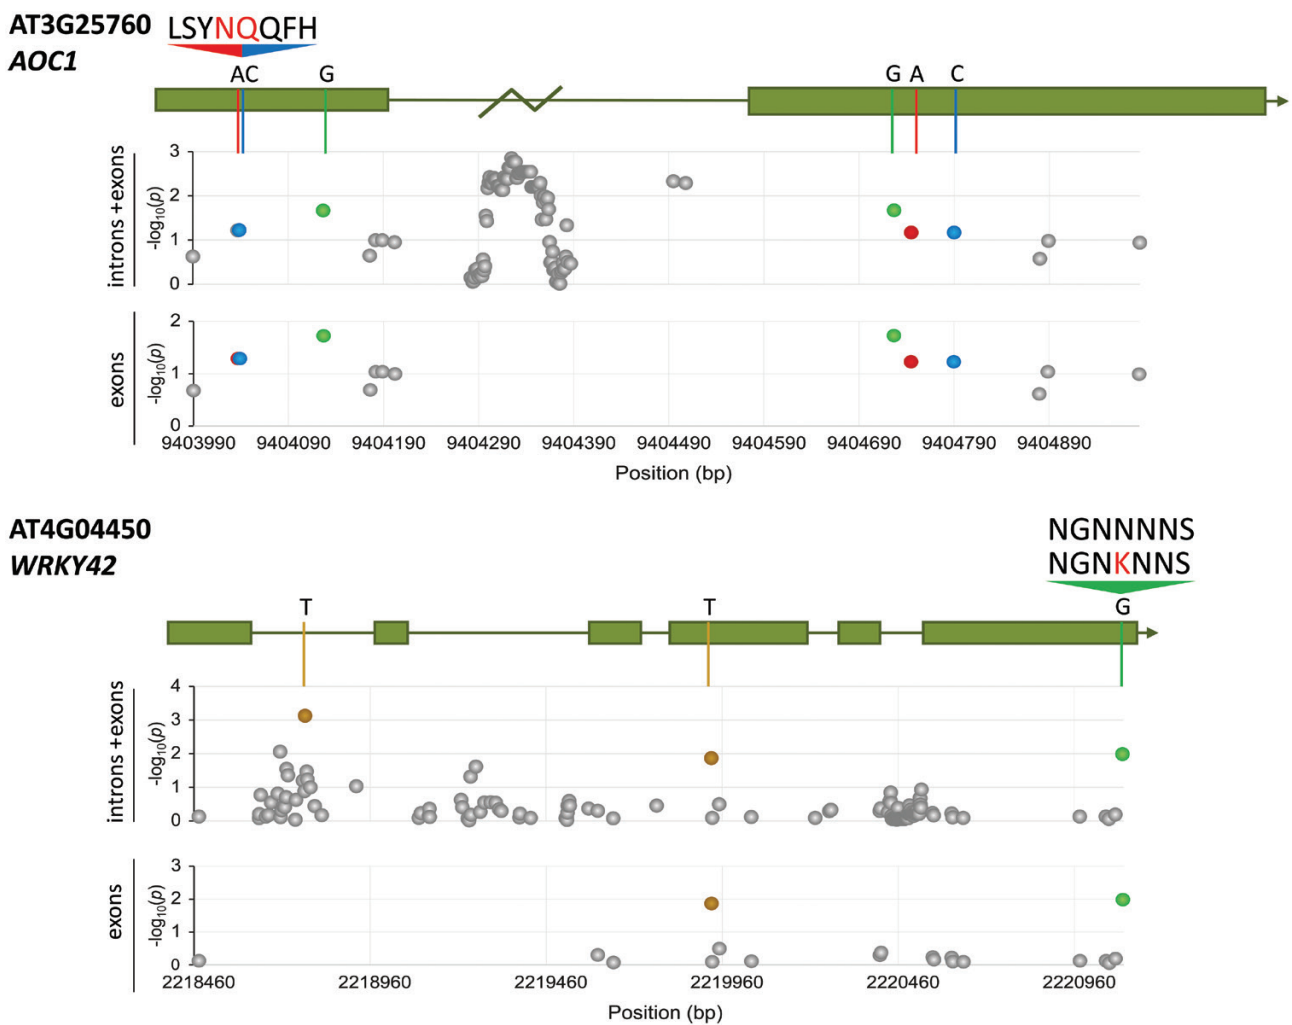 AT3G25760 LSYNQQFH
AOC1
AC G G A C
introns +exons
-log10(p)
3
2
1
0
exons
-log10(p)
2
1
0
9403990 9404090 9404190 9404290 9404390 9404490 9404590 9404690 9404790 9404890
Position (bp)
AT4G04450 NGNNNNS
WRKY42 NGNKNNS
T T G
introns +exons
-log10(p)
4
3
2
1
0
exons
-log10(p)
3
2
1
0
2218460 2218960 2219460 2219960 2220460 2220960
Position (bp)